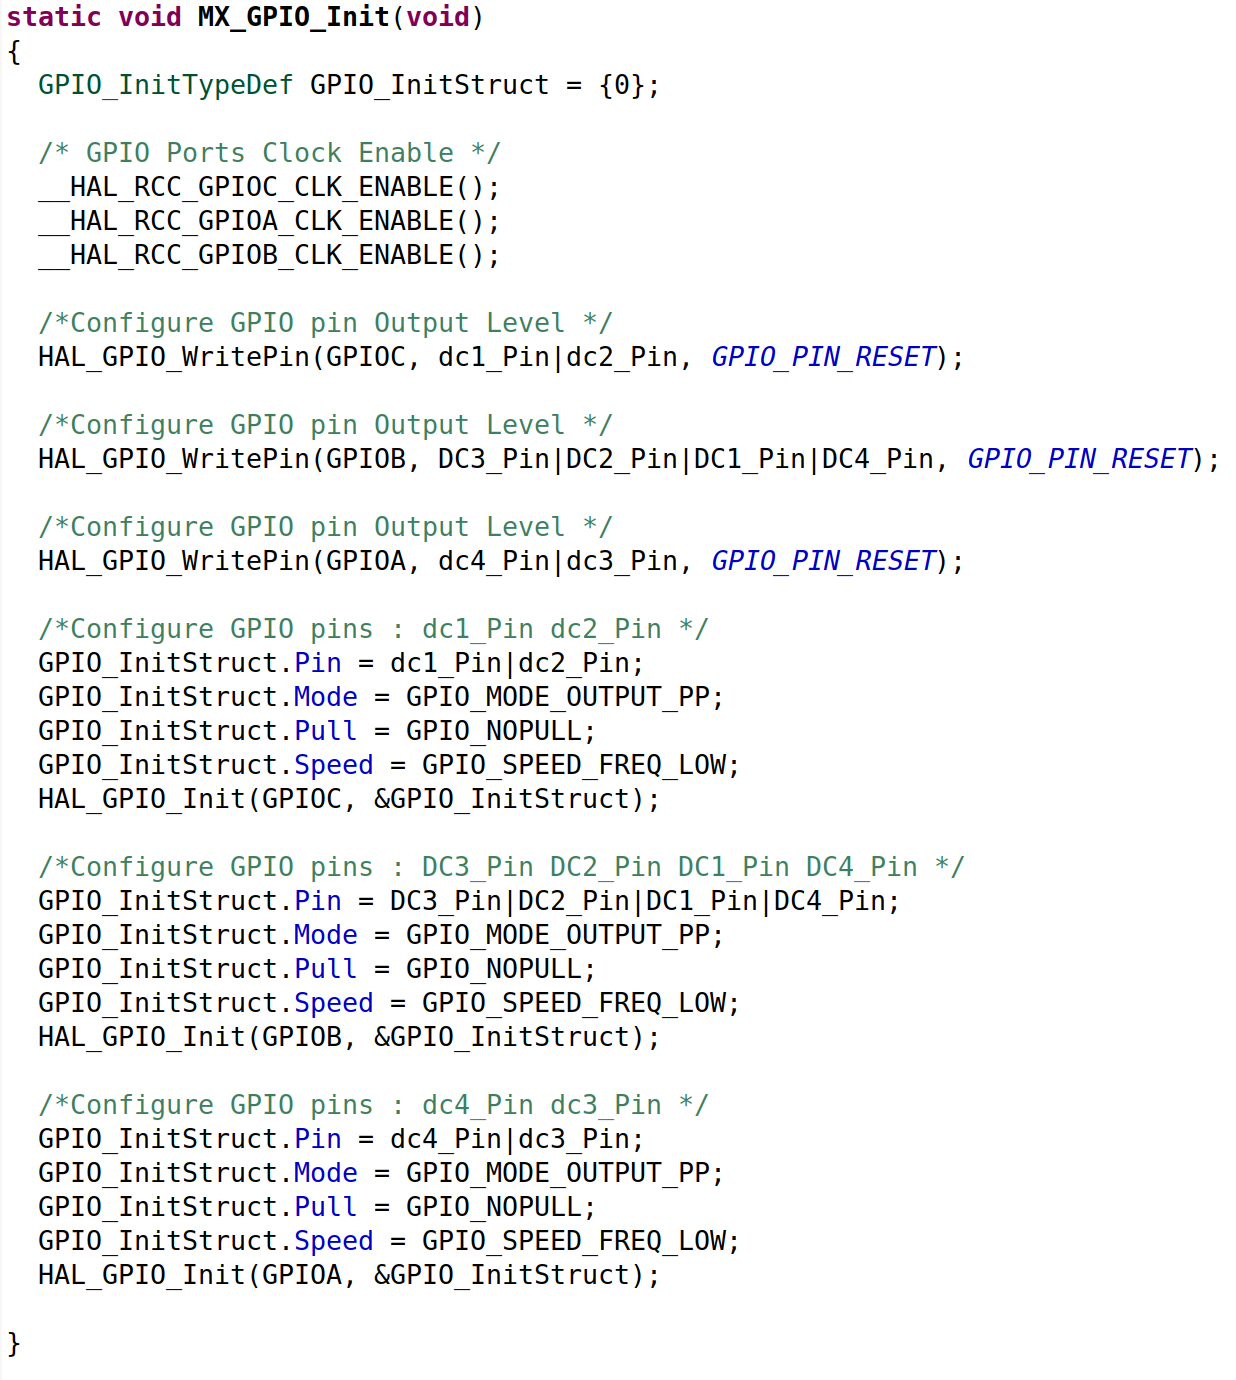 static void MX_GPIO_Init(void)
{
  GPIO_InitTypeDef GPIO_InitStruct = {0};

  /* GPIO Ports Clock Enable */
  __HAL_RCC_GPIOC_CLK_ENABLE();
  __HAL_RCC_GPIOA_CLK_ENABLE();
  __HAL_RCC_GPIOB_CLK_ENABLE();

  /*Configure GPIO pin Output Level */
  HAL_GPIO_WritePin(GPIOC, dc1_Pin|dc2_Pin, GPIO_PIN_RESET);

  /*Configure GPIO pin Output Level */
  HAL_GPIO_WritePin(GPIOB, DC3_Pin|DC2_Pin|DC1_Pin|DC4_Pin, GPIO_PIN_RESET);

  /*Configure GPIO pin Output Level */
  HAL_GPIO_WritePin(GPIOA, dc4_Pin|dc3_Pin, GPIO_PIN_RESET);

  /*Configure GPIO pins : dc1_Pin dc2_Pin */
  GPIO_InitStruct.Pin = dc1_Pin|dc2_Pin;
  GPIO_InitStruct.Mode = GPIO_MODE_OUTPUT_PP;
  GPIO_InitStruct.Pull = GPIO_NOPULL;
  GPIO_InitStruct.Speed = GPIO_SPEED_FREQ_LOW;
  HAL_GPIO_Init(GPIOC, &GPIO_InitStruct);

  /*Configure GPIO pins : DC3_Pin DC2_Pin DC1_Pin DC4_Pin */
  GPIO_InitStruct.Pin = DC3_Pin|DC2_Pin|DC1_Pin|DC4_Pin;
  GPIO_InitStruct.Mode = GPIO_MODE_OUTPUT_PP;
  GPIO_InitStruct.Pull = GPIO_NOPULL;
  GPIO_InitStruct.Speed = GPIO_SPEED_FREQ_LOW;
  HAL_GPIO_Init(GPIOB, &GPIO_InitStruct);

  /*Configure GPIO pins : dc4_Pin dc3_Pin */
  GPIO_InitStruct.Pin = dc4_Pin|dc3_Pin;
  GPIO_InitStruct.Mode = GPIO_MODE_OUTPUT_PP;
  GPIO_InitStruct.Pull = GPIO_NOPULL;
  GPIO_InitStruct.Speed = GPIO_SPEED_FREQ_LOW;
  HAL_GPIO_Init(GPIOA, &GPIO_InitStruct);

}